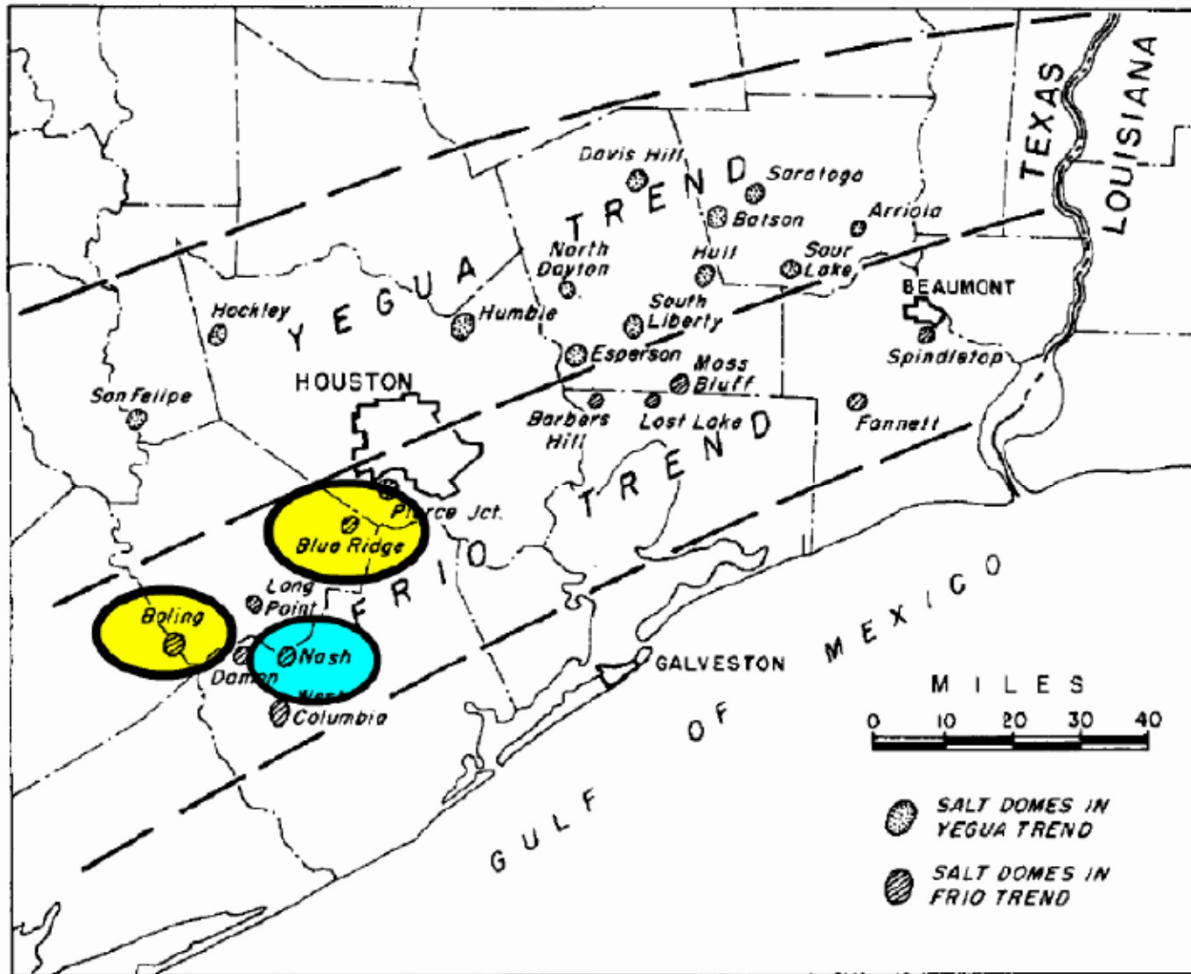 TEXAS
LOUISIANA
Davis Hill
TREND
Saratoga
Batson
Arriola
North
Dayton
Hull
Sour
Lake
BEAUMONT
Spindletop
YEGUA
Hockley
Humble
South
Liberty
Esperson
Moss
Bluff
HOUSTON
San Felipe
Barbers
Hill
Lost Lake
Fannett
TREND
Pierce Jct.
Blue Ridge
FRIO
Long
Point
Boling
Damon
Nash
West
Columbia
GALVESTON
GULF OF MEXICO
MILES
0 10 20 30 40
SALT DOMES IN
YEGUA TREND
SALT DOMES IN
FRIO TREND